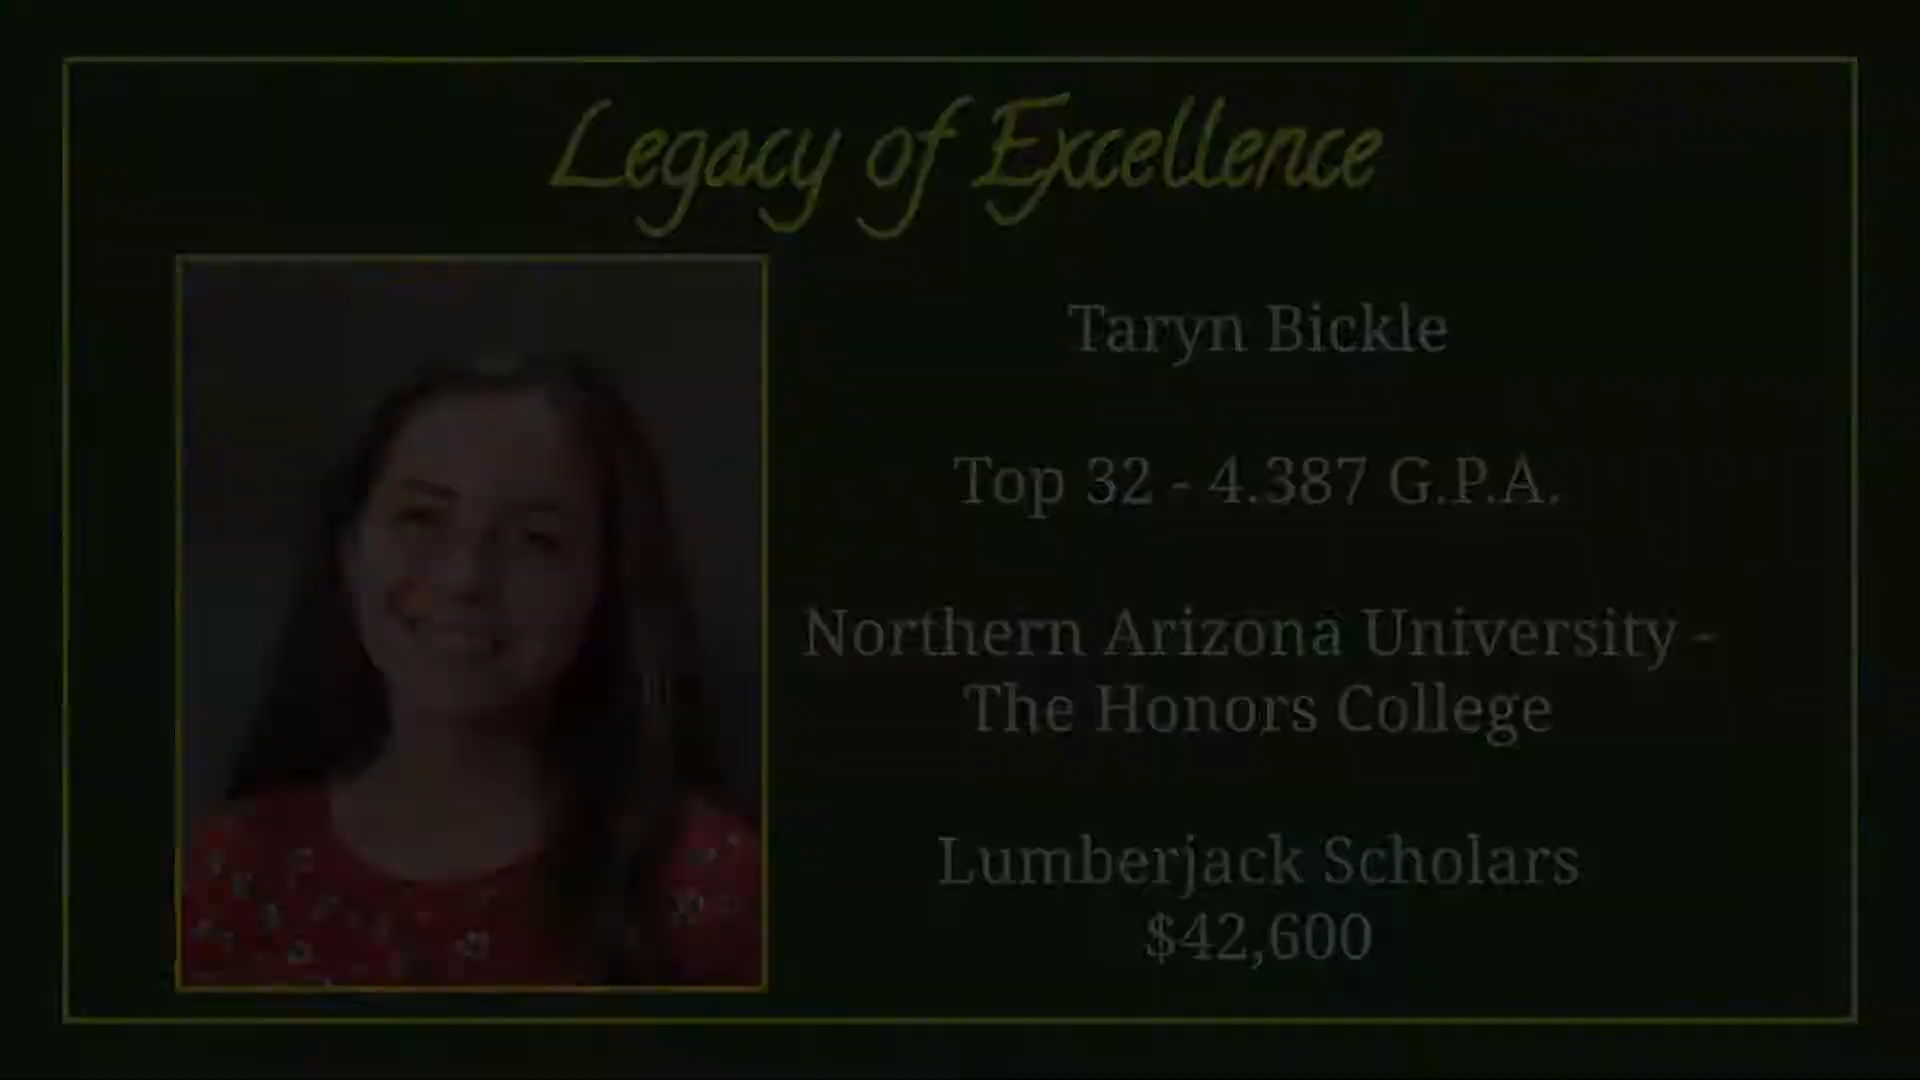 Legacy of Excellence
Taryn Bickle
Top 32 - 4.387 G.P.A.
Northern Arizona University -
The Honors College
Lumberjack Scholars
$42,600